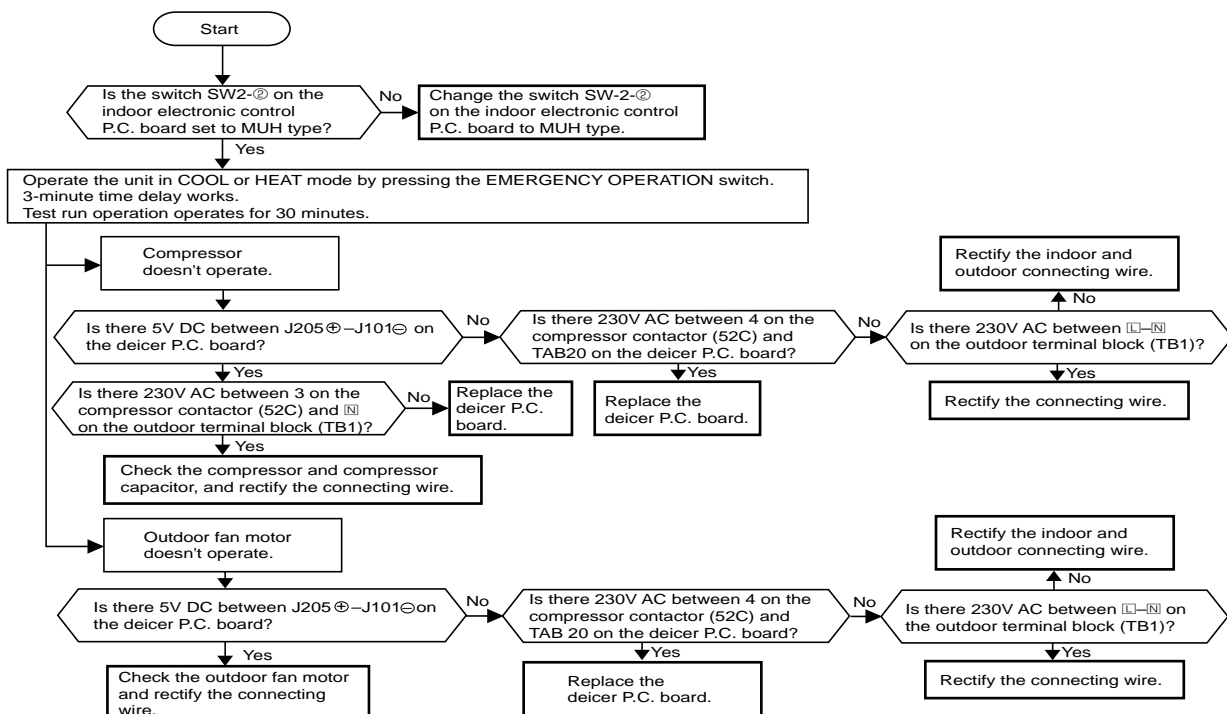 Start
Is the switch SW2-② on the
indoor electronic control
P.C. board set to MUH type?
No
Change the switch SW-2-②
on the indoor electronic control
P.C. board to MUH type.
Yes
Operate the unit in COOL or HEAT mode by pressing the EMERGENCY OPERATION switch.
3-minute time delay works.
Test run operation operates for 30 minutes.
Compressor
doesn't operate.
Rectify the indoor and
outdoor connecting wire.
No
Is there 5V DC between J205⊕–J101⊖ on
the deicer P.C. board?
No
Is there 230V AC between 4 on the
compressor contactor (52C) and
TAB20 on the deicer P.C. board?
No
Is there 230V AC between 🄻–🄽
on the outdoor terminal block (TB1)?
Yes
Yes
Yes
Is there 230V AC between 3 on the
compressor contactor (52C) and 🄽
on the outdoor terminal block (TB1)?
No
Replace the
deicer P.C.
board.
Replace the
deicer P.C. board.
Rectify the connecting wire.
Yes
Check the compressor and compressor
capacitor, and rectify the connecting wire.
Outdoor fan motor
doesn't operate.
Rectify the indoor and
outdoor connecting wire.
No
Is there 5V DC between J205⊕–J101⊖on
the deicer P.C. board?
No
Is there 230V AC between 4 on the
compressor contactor (52C) and
TAB 20 on the deicer P.C. board?
No
Is there 230V AC between 🄻–🄽 on
the outdoor terminal block (TB1)?
Yes
Yes
Yes
Check the outdoor fan motor
and rectify the connecting
wire.
Replace the
deicer P.C. board.
Rectify the connecting wire.